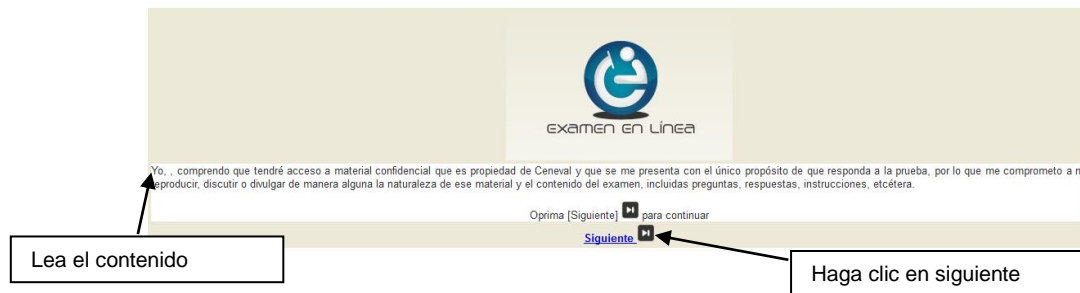 examen en Línea
Yo, , comprendo que tendré acceso a material confidencial que es propiedad de Ceneval y que se me presenta con el único propósito de que responda a la prueba, por lo que me comprometo a
reproducir, discutir o divulgar de manera alguna la naturaleza de ese material y el contenido del examen, incluidas preguntas, respuestas, instrucciones, etcétera.
Oprima [Siguiente] para continuar
Siguiente
Lea el contenido
Haga clic en siguiente